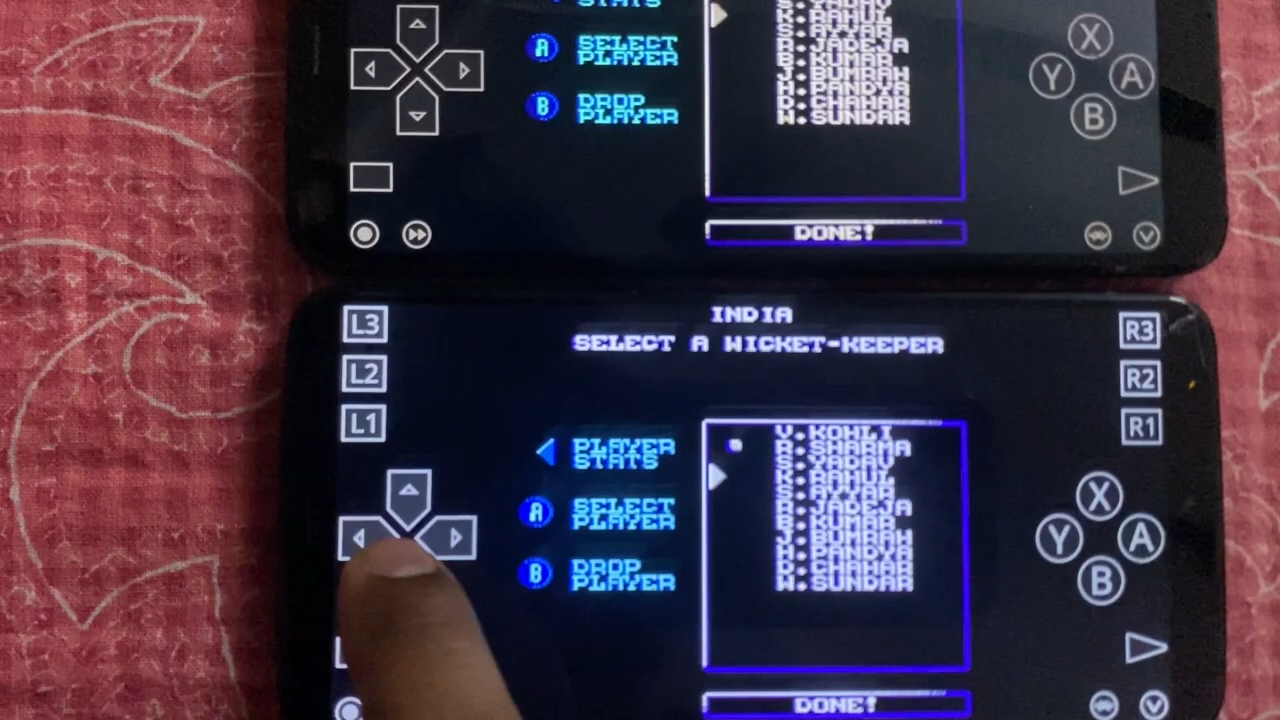 STATS
K.RAHUL
S.AYYAR
A SELECT
PLAYER
R.JADEJA
B.KUMAR
J.BUMRAH
H.PANDYA
B DROP
PLAYER
D.CHAHAR
W.SUNDAR
DONE!
X
Y
A
B
L3
L2
L1
INDIA
SELECT A WICKET-KEEPER
R3
R2
R1
PLAYER
STATS
A SELECT
PLAYER
B DROP
PLAYER
V.KOHLI
R.SHARMA
S.YADAV
K.RAHUL
S.AYYAR
R.JADEJA
B.KUMAR
J.BUMRAH
H.PANDYA
D.CHAHAR
W.SUNDAR
DONE!
X
Y
A
B